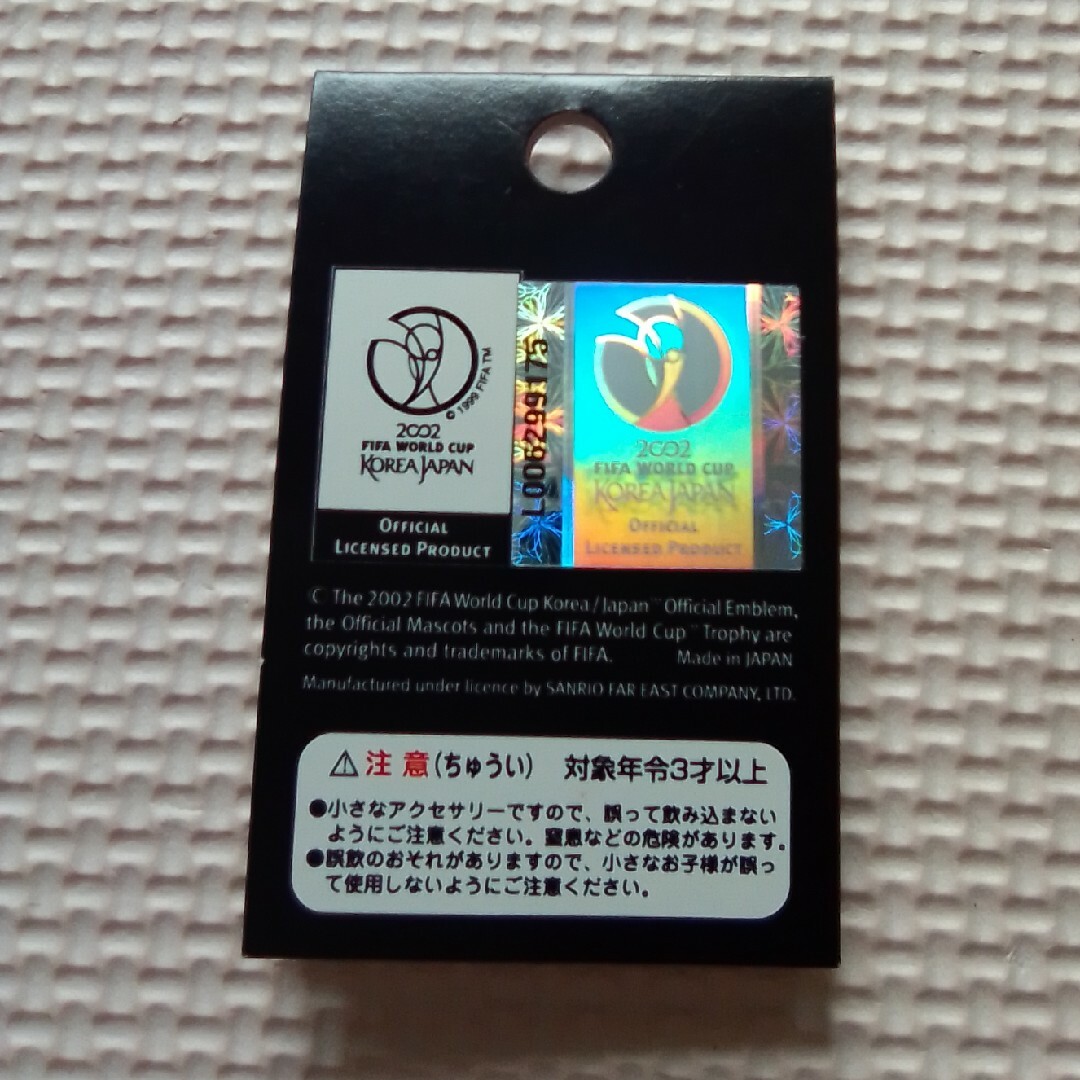 © 1999 FIFA TM
2002
FIFA WORLD CUP
KOREA JAPAN
OFFICIAL
LICENSED PRODUCT
L006299175
2002
FIFA WORLD CUP
KOREA JAPAN
OFFICIAL
LICENSED PRODUCT
C The 2002 FIFA World Cup Korea/Japan™ Official Emblem,
the Official Mascots and the FIFA World Cup™ Trophy are
copyrights and trademarks of FIFA. Made in JAPAN
Manufactured under licence by SANRIO FAR EAST COMPANY, LTD.
⚠注意(ちゅうい) 対象年令3才以上
●小さなアクセサリーですので、誤って飲み込まない
ようにご注意ください。窒息などの危険があります。
●誤飲のおそれがありますので、小さなお子様が誤っ
て使用しないようにご注意ください。